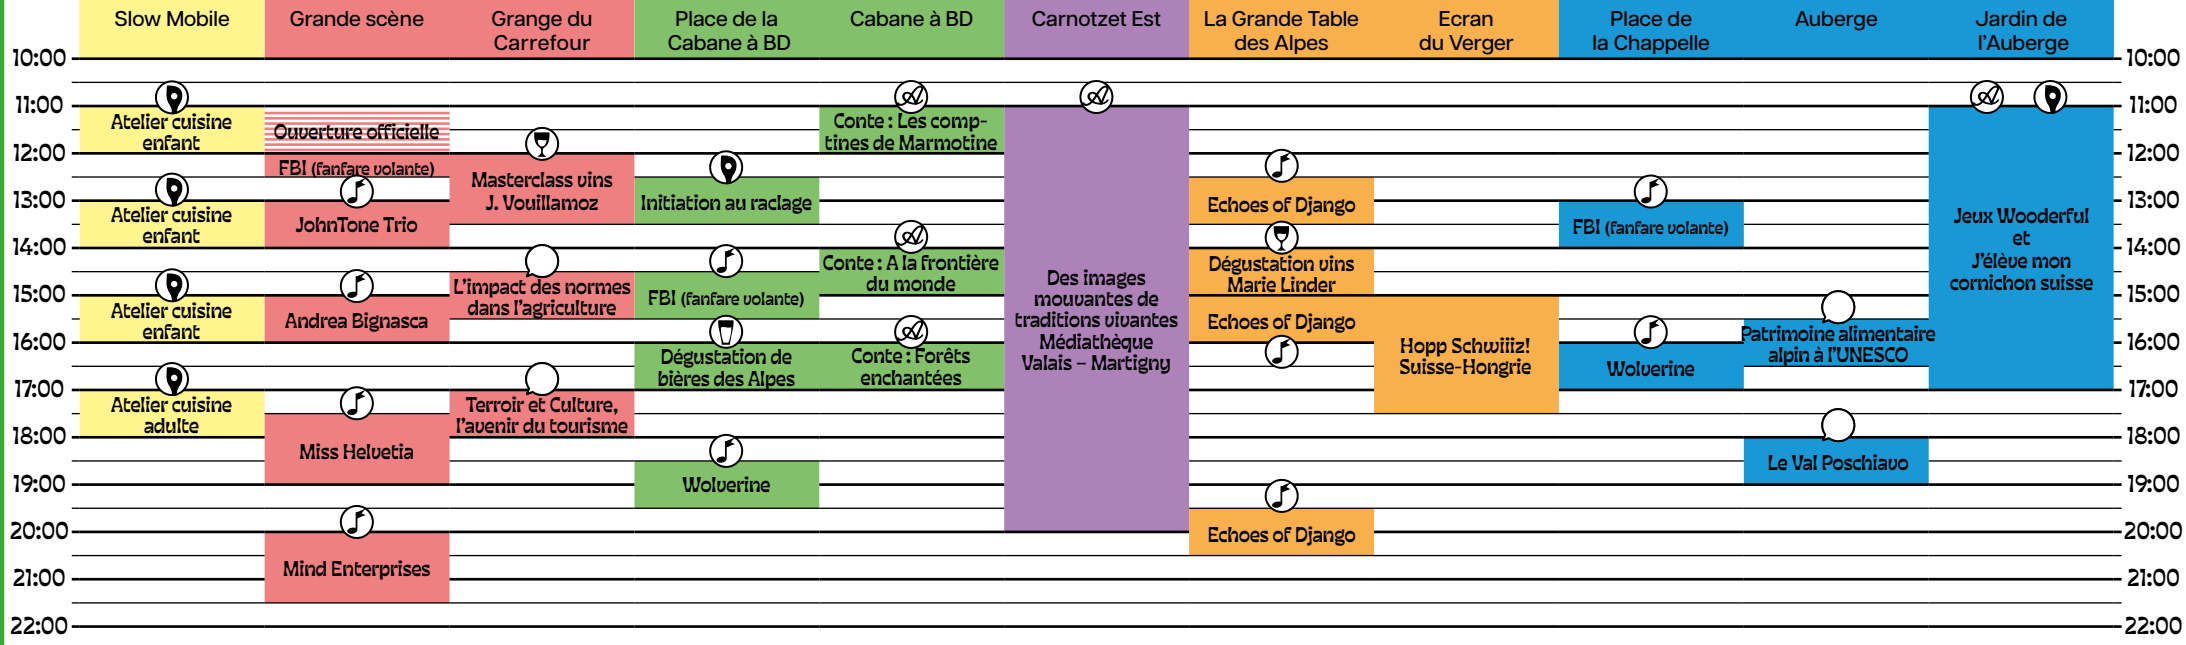 Slow Mobile
Grande scène
Grange du
Carrefour
Place de la
Cabane à BD
Cabane à BD
Carnotzet Est
La Grande Table
des Alpes
Ecran
du Verger
Place de
la Chappelle
Auberge
Jardin de
l'Auberge
10:00
11:00
12:00
13:00
14:00
15:00
16:00
17:00
18:00
19:00
20:00
21:00
22:00
Atelier cuisine
enfant
Atelier cuisine
enfant
Atelier cuisine
enfant
Atelier cuisine
adulte
Ouverture officielle
FBI (fanfare volante)
JohnTone Trio
Andrea Bignasca
Miss Helvetia
Mind Enterprises
Masterclass vins
J. Vouillamoz
L'impact des normes
dans l'agriculture
Terroir et Culture,
l'avenir du tourisme
Initiation au raclage
FBI (fanfare volante)
Dégustation de
bières des Alpes
Wolverine
Conte : Les comp-
tines de Marmotine
Conte : A la frontière
du monde
Conte : Forêts
enchantées
Des images
mouvantes de
traditions vivantes
Médiathèque
Valais – Martigny
Echoes of Django
Dégustation vins
Marie Linder
Echoes of Django
Echoes of Django
Hopp Schwiiiz!
Suisse-Hongrie
FBI (fanfare volante)
Wolverine
Patrimoine alimentaire
alpin à l'UNESCO
Le Val Poschiavo
Jeux Wooderful
et
J'élève mon
cornichon suisse
10:00
11:00
12:00
13:00
14:00
15:00
16:00
17:00
18:00
19:00
20:00
21:00
22:00